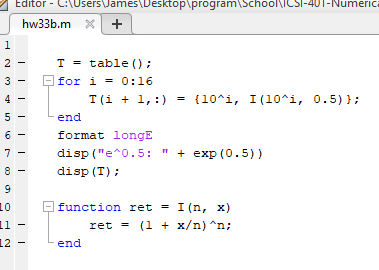 Editor - C:\Users\James\Desktop\program\School\ICSI-401-Numerica
hw33b.m × +
1
2 - T = table();
3 - for i = 0:16
4 - T(i + 1,:) = {10^i, I(10^i, 0.5)};
5 - end
6 - format longE
7 - disp("e^0.5: " + exp(0.5))
8 - disp(T);
9
10 function ret = I(n, x)
11 - ret = (1 + x/n)^n;
12 - end